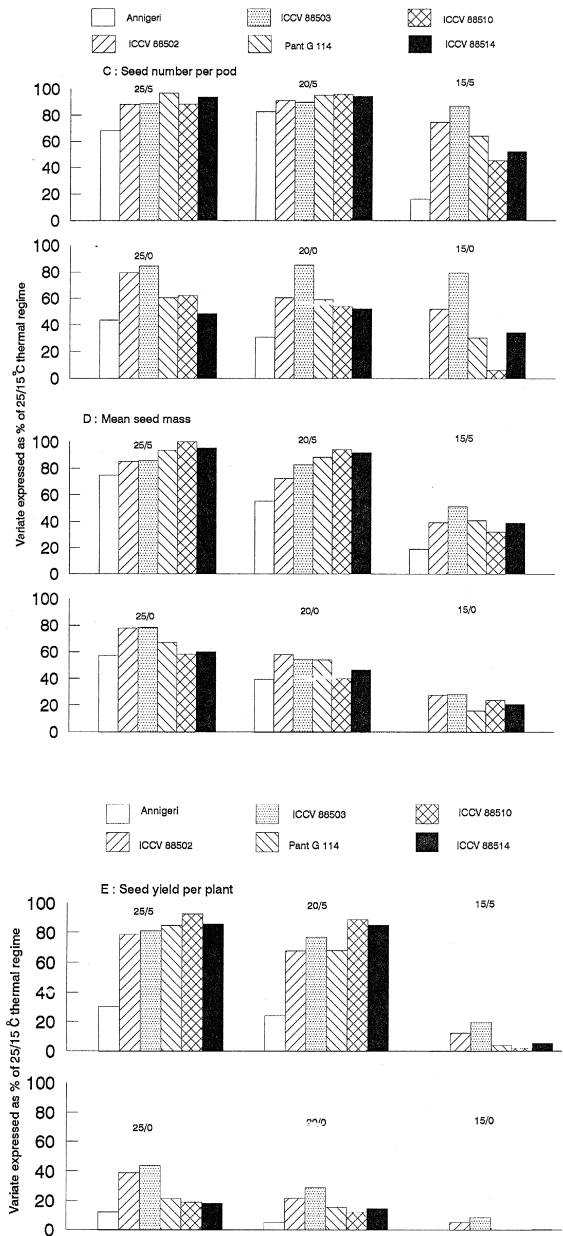 Annigeri ICCV 88503 ICCV 88510
ICCV 88502 Pant G 114 ICCV 88514
C : Seed number per pod
25/5 20/5 15/5
100
80
60
40
20
0
25/0 20/0 15/0
100
80
60
40
20
0
D : Mean seed mass
25/5 20/5 15/5
100
80
60
40
20
0
25/0 20/0 15/0
100
80
60
40
20
0
Variate expressed as % of 25/15°C thermal regime
Annigeri ICCV 88503 ICCV 88510
ICCV 88502 Pant G 114 ICCV 88514
E : Seed yield per plant
25/5 20/5 15/5
100
80
60
40
20
0
25/0 20/0 15/0
100
80
60
40
20
0
Variate expressed as % of 25/15°C thermal regime